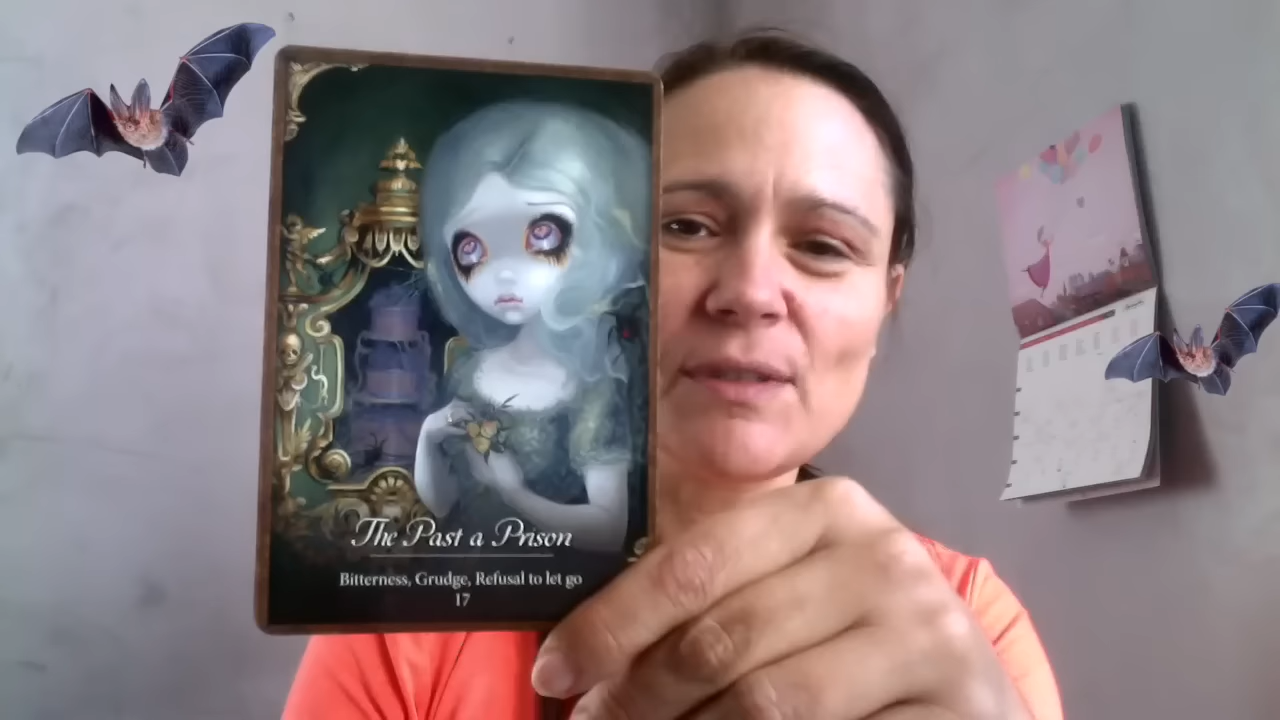 The Past a Prison
Bitterness, Grudge, Refusal to let go
17